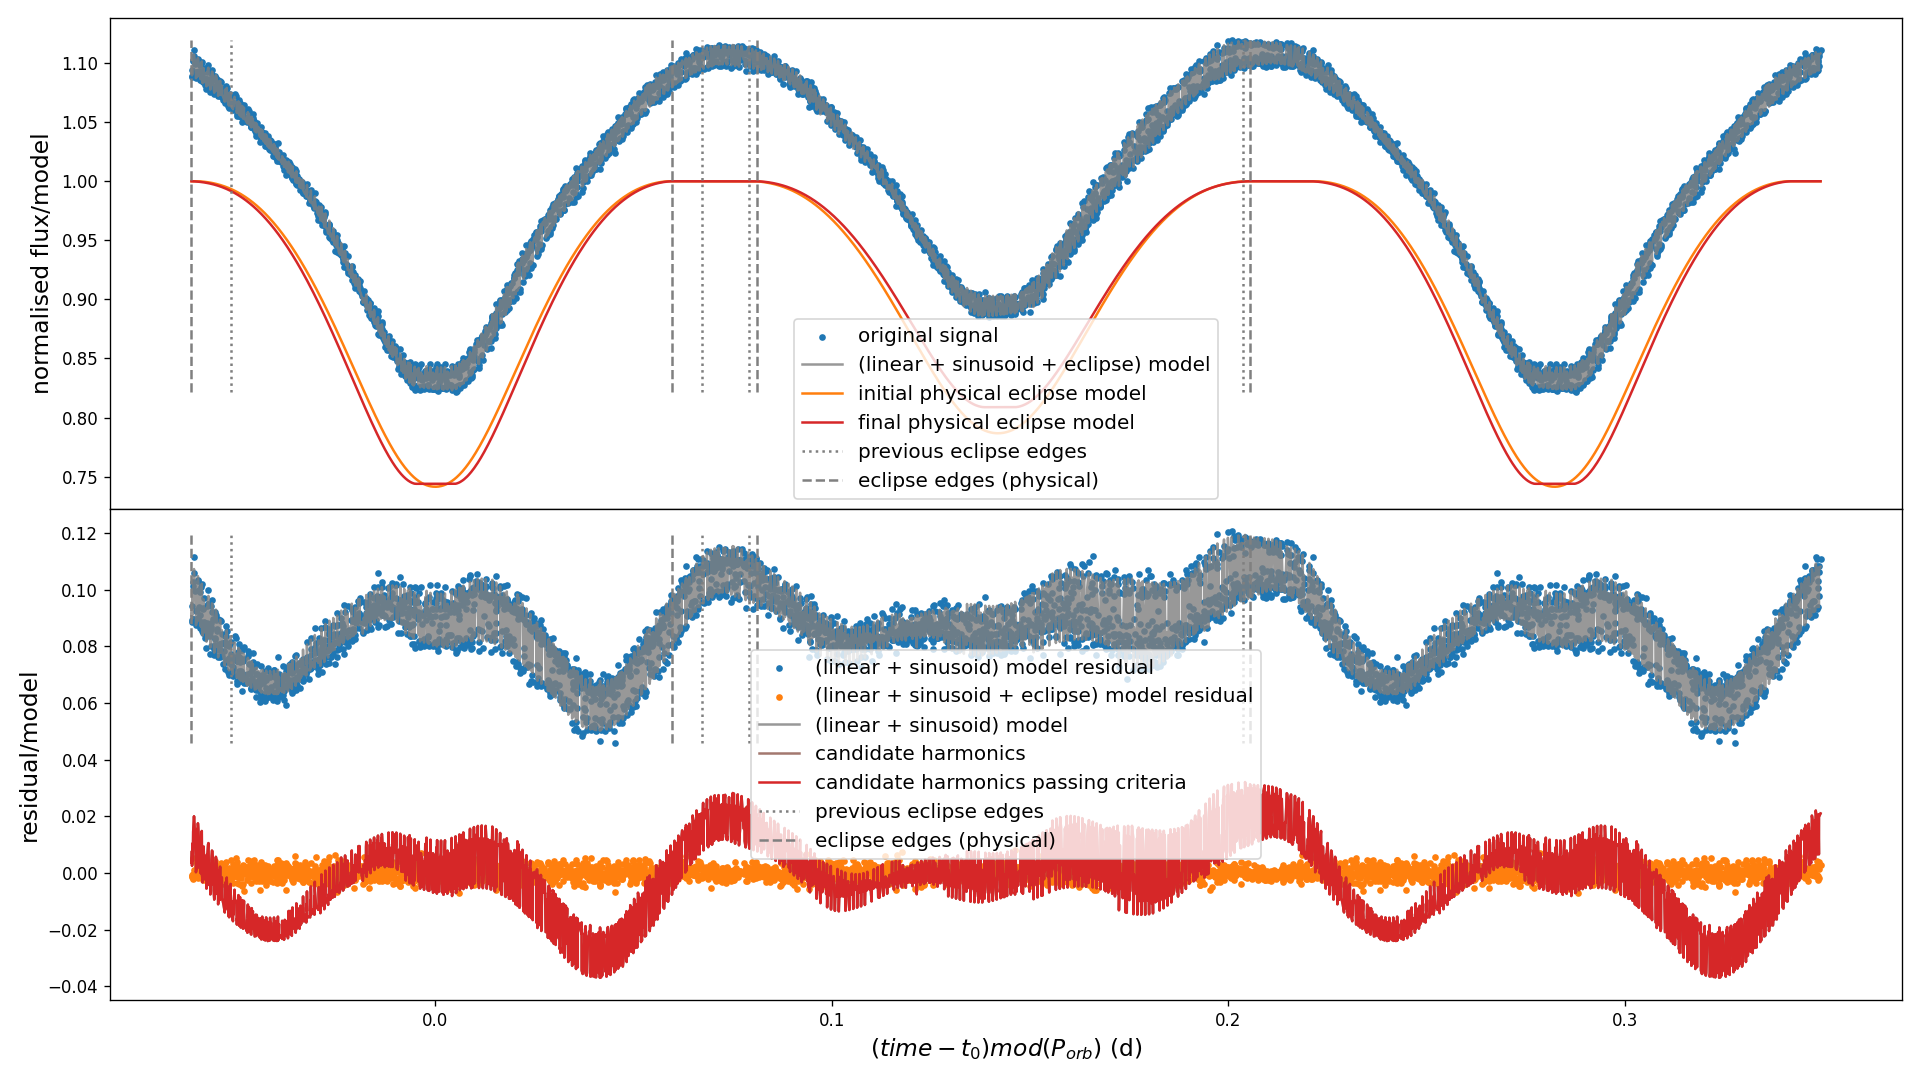 normalised flux/model
1.10
1.05
1.00
0.95
0.90
0.85
0.80
0.75
original signal
(linear + sinusoid + eclipse) model
initial physical eclipse model
final physical eclipse model
previous eclipse edges
eclipse edges (physical)
residual/model
0.12
0.10
0.08
0.06
0.04
0.02
0.00
−0.02
−0.04
(linear + sinusoid) model residual
(linear + sinusoid + eclipse) model residual
(linear + sinusoid) model
candidate harmonics
candidate harmonics passing criteria
previous eclipse edges
eclipse edges (physical)
0.0 0.1 0.2 0.3
(time − t₀)mod(Pₒᵣb) (d)